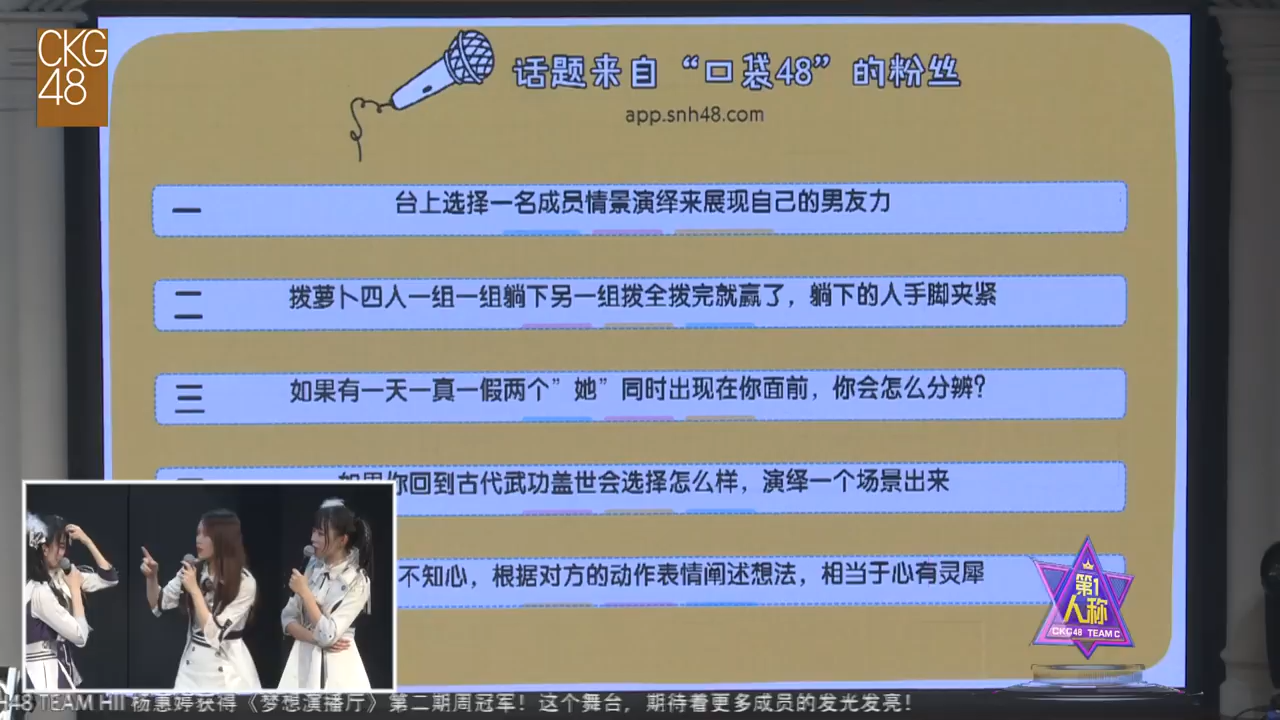 CKG
48
话题来自“口袋48”的粉丝
app.snh48.com
一 台上选择一名成员情景演绎来展现自己的男友力
二 拨萝卜四人一组一组躺下另一组拨全拨完就赢了，躺下的人手脚夹紧
三 如果有一天一真一假两个”她”同时出现在你面前，你会怎么分辨？
如果你回到古代武功盖世会选择怎么样，演绎一个场景出来
不知心，根据对方的动作表情阐述想法，相当于心有灵犀
第1
人称
CKG48 TEAM C
H48 TEAM HII 杨惠婷获得《梦想演播厅》第二期周冠军！这个舞台，期待着更多成员的发光发亮！